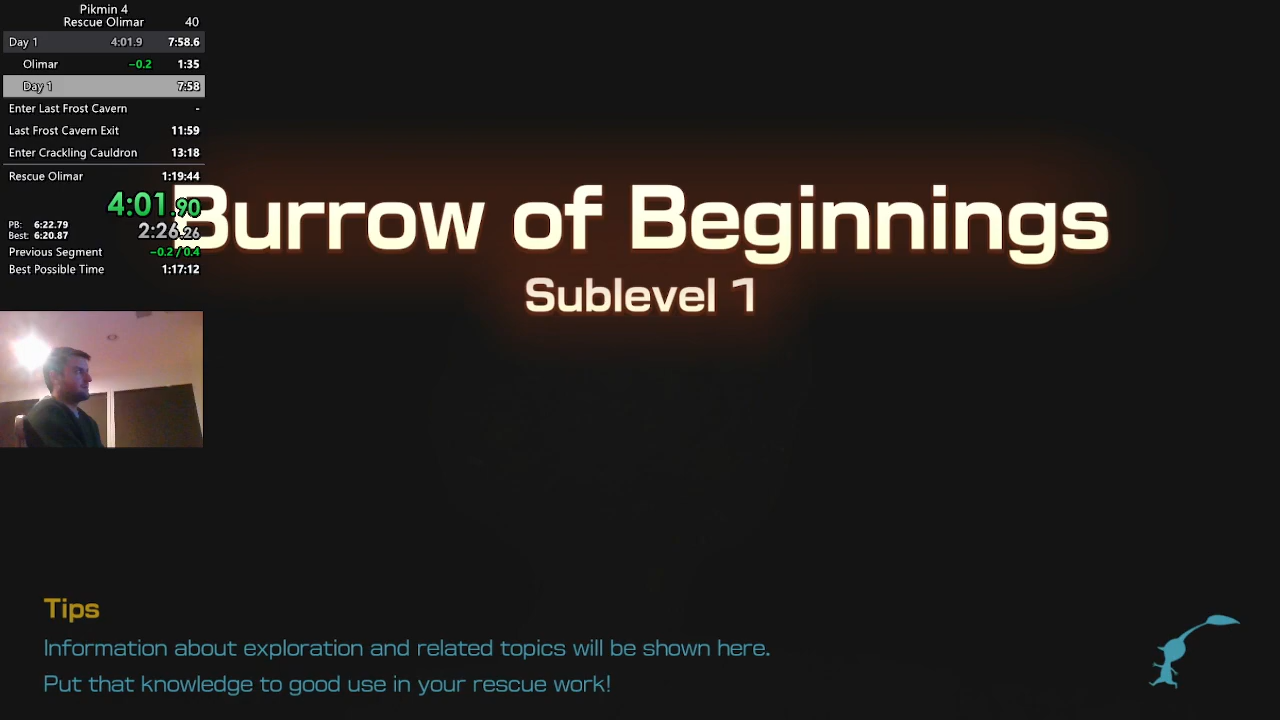 Pikmin 4
Rescue Olimar 40
Day 1 4:01.9 7:58.6
Olimar −0.2 1:35
Day 1 7:58
Enter Last Frost Cavern -
Last Frost Cavern Exit 11:59
Enter Crackling Cauldron 13:18
Rescue Olimar 1:19:44
4:01.90
PB: 6:22.79
Best: 6:20.87
2:26.26
Previous Segment −0.2 / 0.4
Best Possible Time 1:17:12
Burrow of Beginnings
Sublevel 1
Tips
Information about exploration and related topics will be shown here.
Put that knowledge to good use in your rescue work!